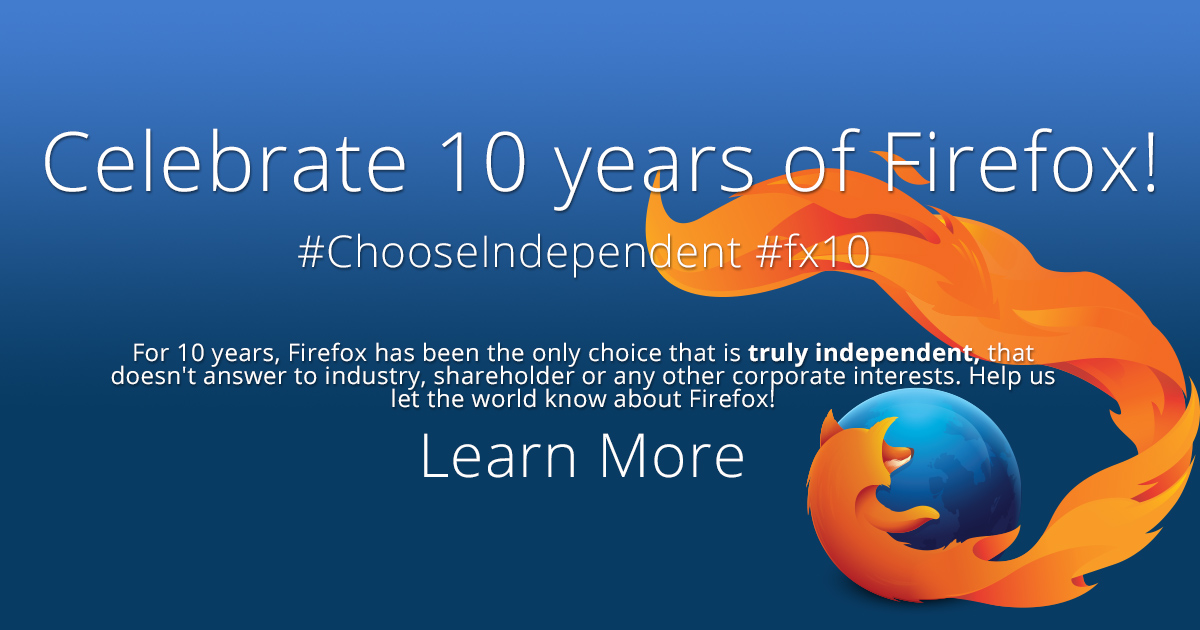 Celebrate 10 years of Firefox!
#ChooseIndependent #fx10
For 10 years, Firefox has been the only choice that is truly independent, that
doesn't answer to industry, shareholder or any other corporate interests. Help us
let the world know about Firefox!
Learn More